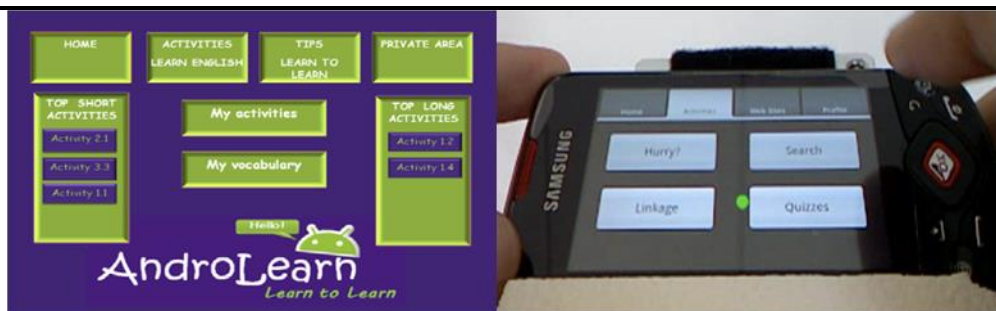 HOME
ACTIVITIES
LEARN ENGLISH
TIPS
LEARN TO
LEARN
PRIVATE AREA
TOP SHORT
ACTIVITIES
Activity 2.1
Activity 3.3
Activity 1.1
My activities
My vocabulary
TOP LONG
ACTIVITIES
Activity 1.2
Activity 1.4
Hello!
AndroLearn
Learn to Learn
SAMSUNG
Home
Activities
Web Sites
Profile
Hurry?
Search
Linkage
Quizzes